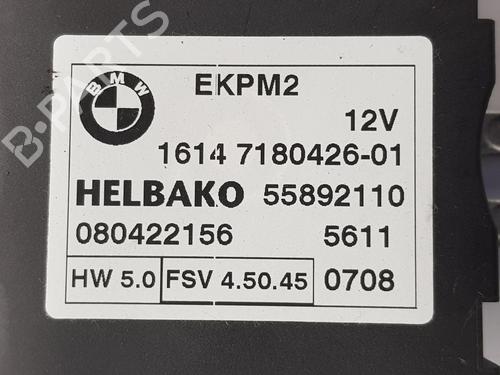 BMW
EKPM2
12V
1614 7180426-01
HELBAKO 55892110
080422156 5611
HW 5.0 FSV 4.50.45 0708
B-PARTS